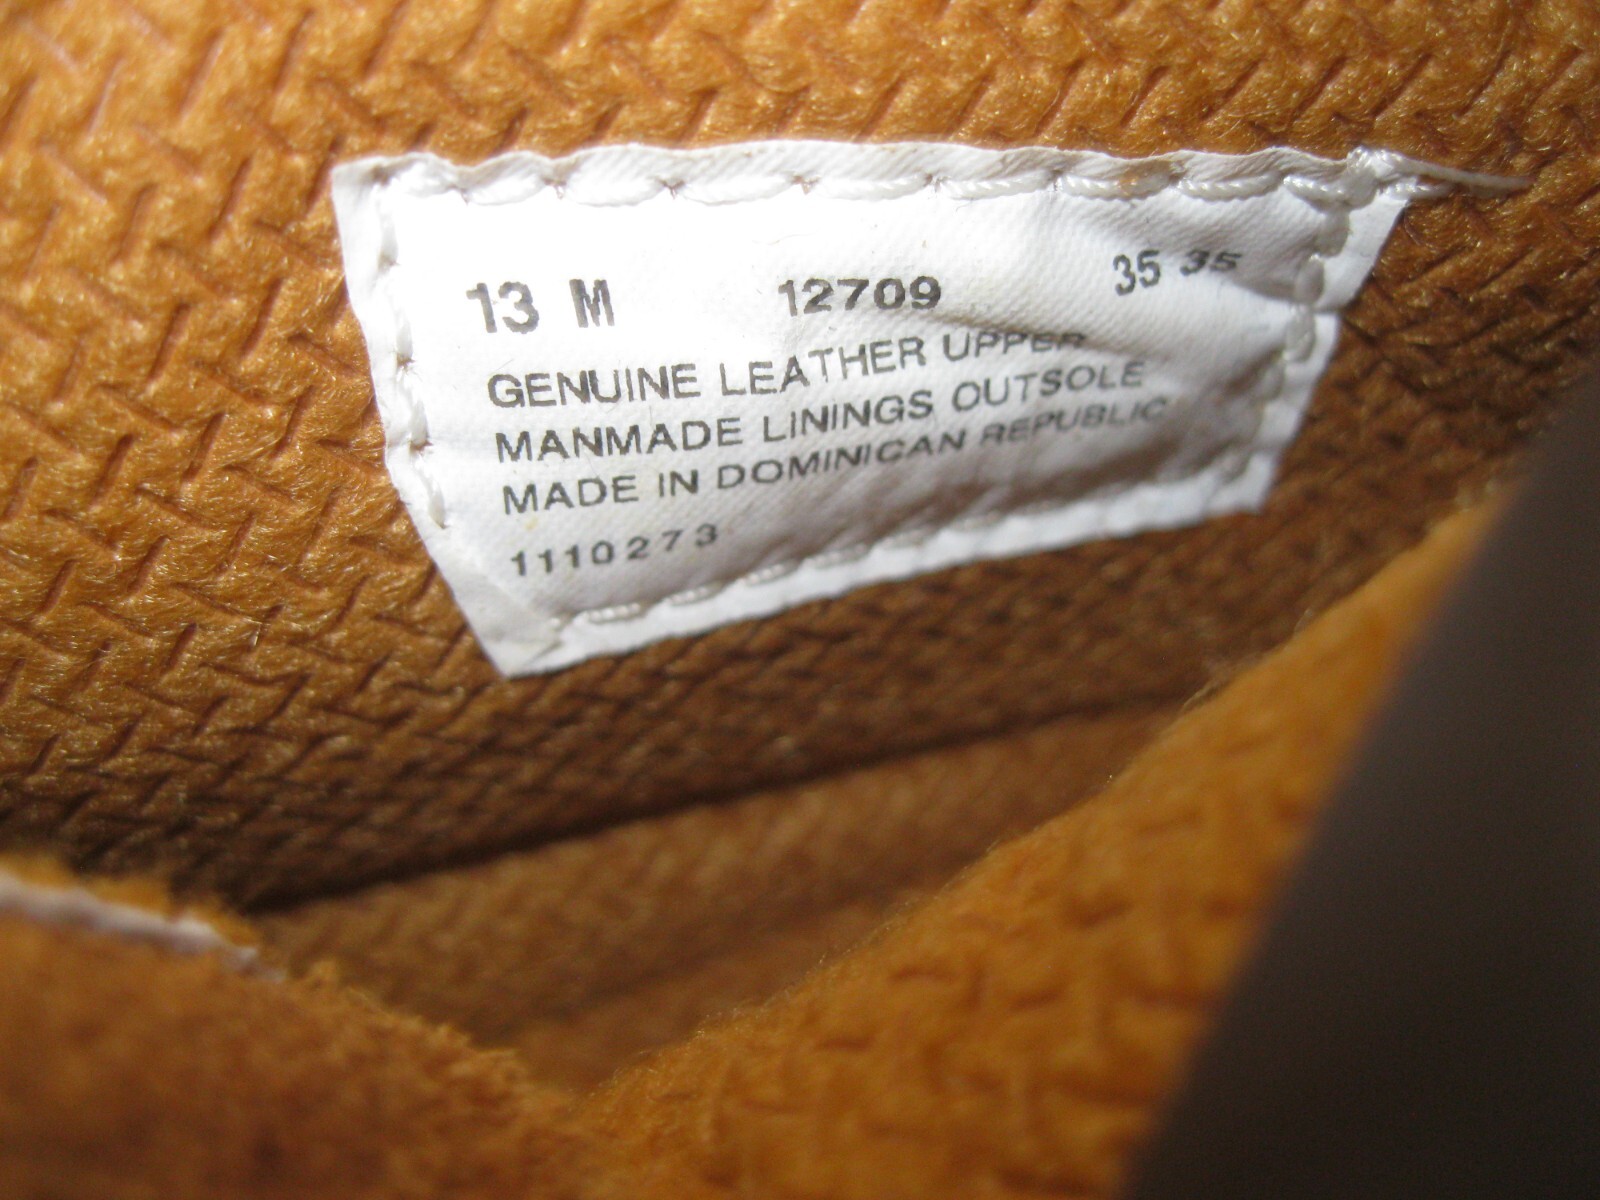 13 M 12709 35 35
GENUINE LEATHER UPPER
MANMADE LININGS OUTSOLE
MADE IN DOMINICAN REPUBLIC
1110273